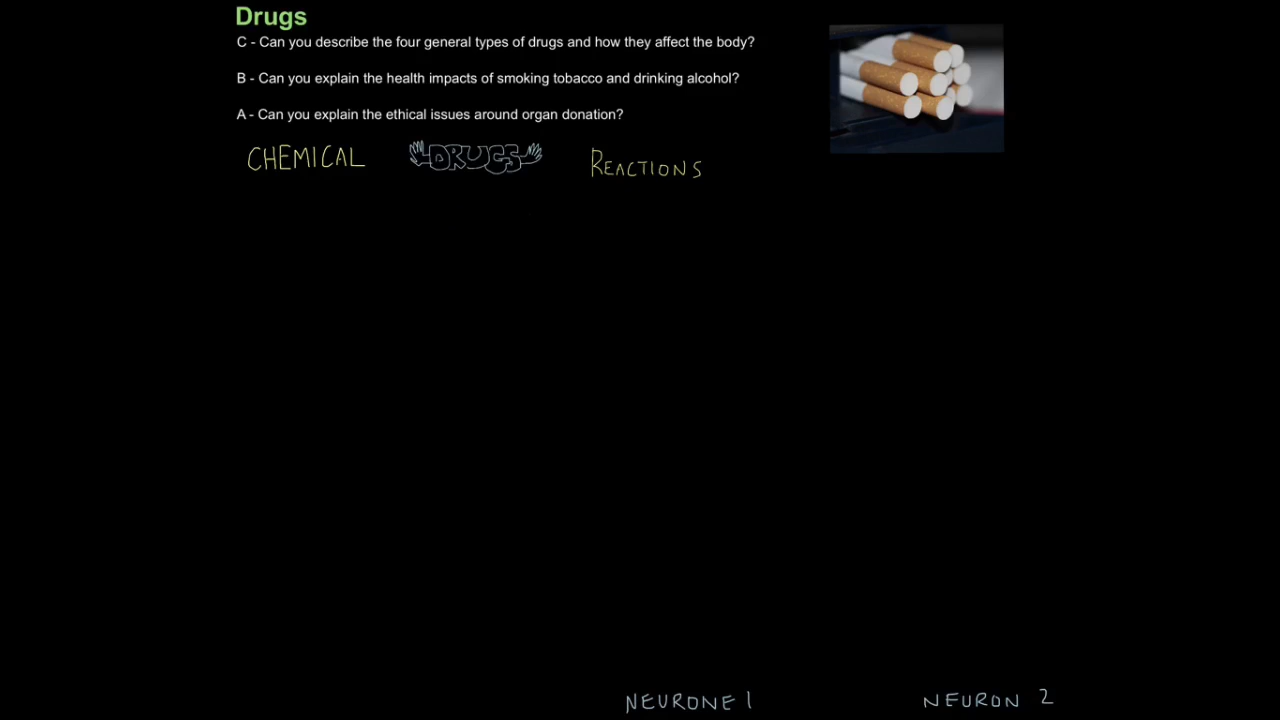 Drugs
C - Can you describe the four general types of drugs and how they affect the body?
B - Can you explain the health impacts of smoking tobacco and drinking alcohol?
A - Can you explain the ethical issues around organ donation?
CHEMICAL DRUGS REACTIONS
NEURONE 1 NEURON 2